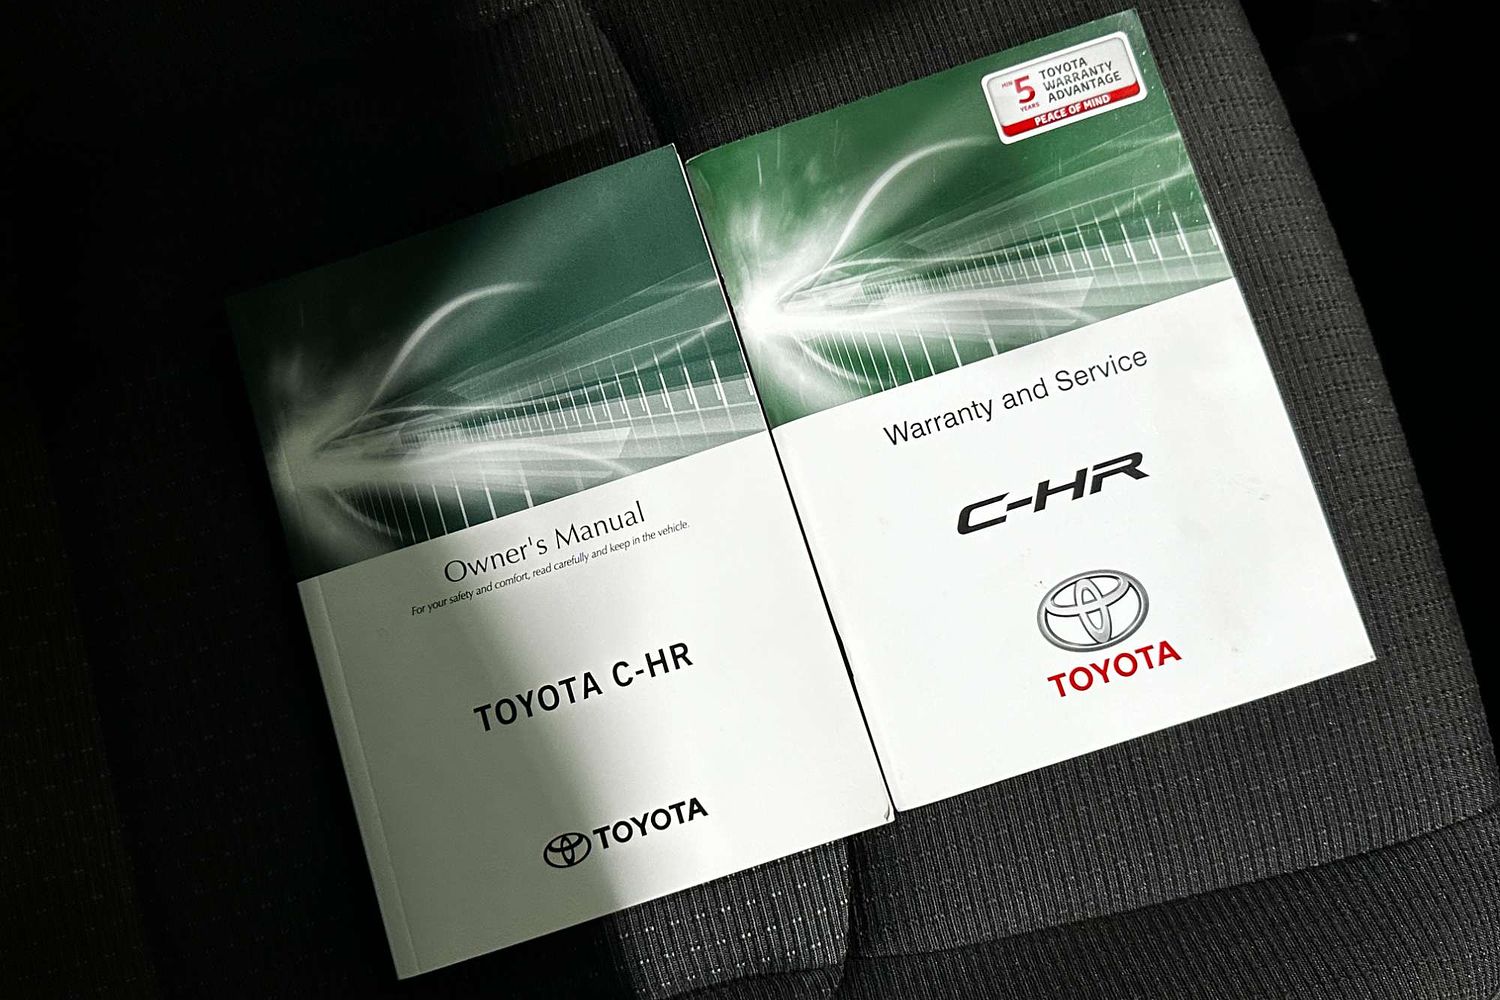 Owner's Manual
For your safety and comfort, read carefully and keep in the vehicle.
TOYOTA C-HR
TOYOTA
MIN 5 YEARS
TOYOTA
WARRANTY
ADVANTAGE
PEACE OF MIND
Warranty and Service
C-HR
TOYOTA